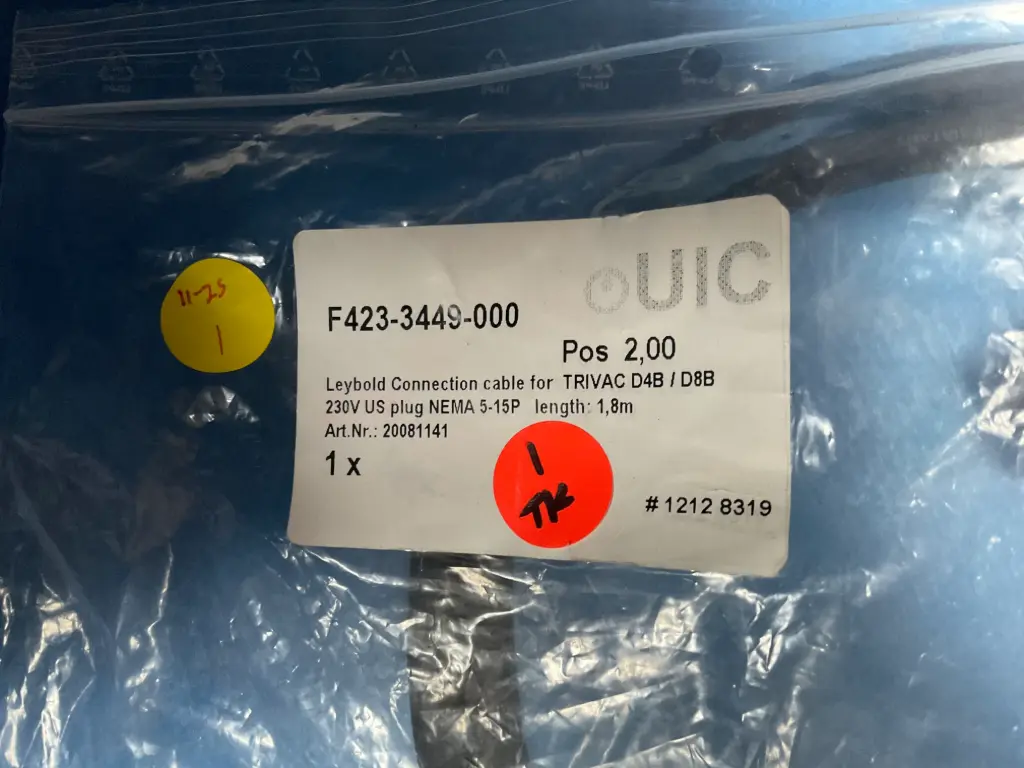 UIC
F423-3449-000
Pos 2,00
Leybold Connection cable for TRIVAC D4B / D8B
230V US plug NEMA 5-15P length: 1,8m
Art.Nr.: 20081141
1 x
# 1212 8319
11-25
1
1
TK